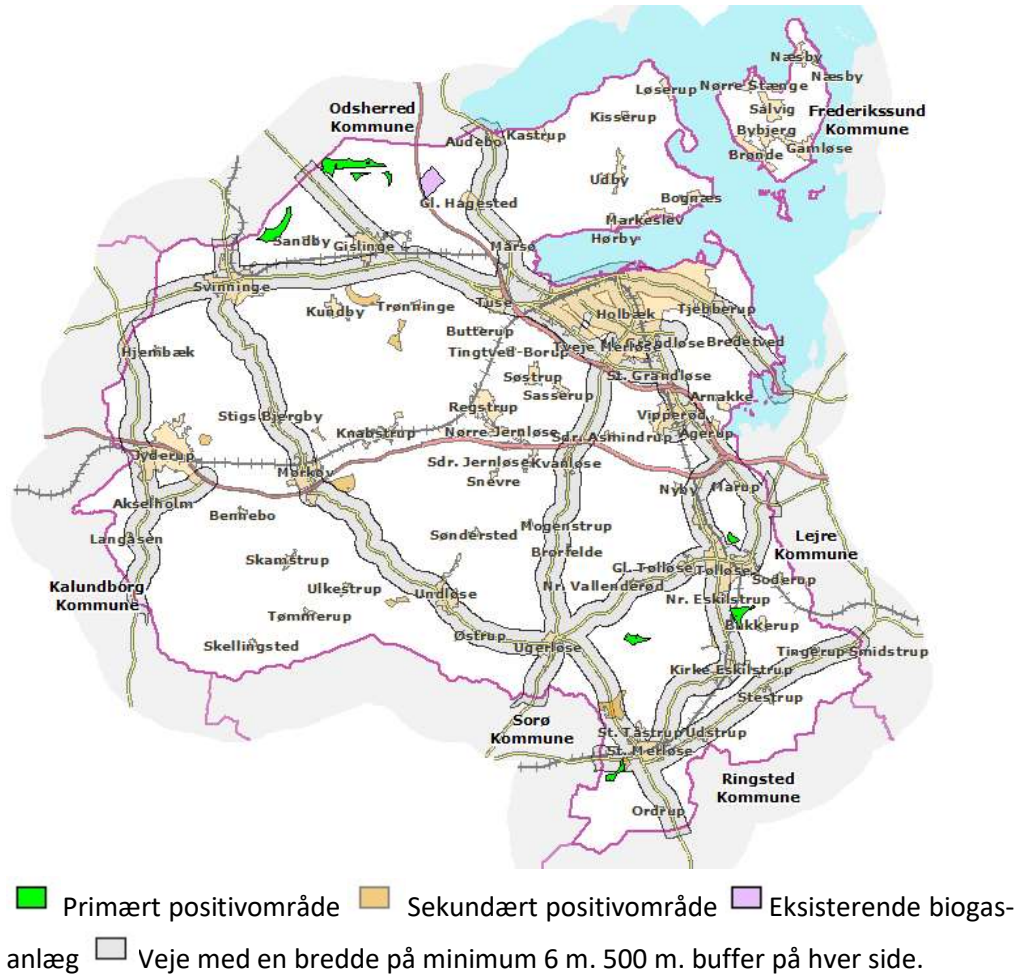 Næsby
Næsby
Nørre Stænge
Løserup
Odsherred
Kommune
Salvig
Frederikssund
Kommune
Kisserup
Kastrup
Bybjerg
Audebo
Gamløse
Brønde
Udby
Gl. Hagested
Bognæs
Markeslev
Hørby
Sandby
Gislinge
Mårsø
Svinninge
Tuse
Trønninge
Kundby
Holbæk
Tjebberup
Butterup
Tveje Merløse
Grandløse
Bredetved
Hjembæk
Tingtved-Borup
Søstrup
St. Grandløse
Sasserup
Arnakke
Regstrup
Stigs Bjergby
Vipperød
Knabstrup
Nørre Jernløse
Sdr. Asmindrup
Ågerup
Jyderup
Sdr. Jernløse
Kvanløse
Mørkøv
Snevre
Nyby
Marup
Akselholm
Bennebo
Langåsen
Søndersted
Mogenstrup
Lejre
Kommune
Brorfelde
Skamstrup
Gl. Tølløse
Tølløse
Soderup
Kalundborg
Kommune
Ulkestrup
Undløse
Nr. Vallenderød
Nr. Eskilstrup
Tømmerup
Bukkerup
Skellingsted
Østrup
Ugerløse
Tingerup
Smidstrup
Kirke Eskilstrup
Stestrup
Sorø
Kommune
St. Tåstrup
Udstrup
St. Merløse
Ringsted
Kommune
Ordrup
Primært positivområde Sekundært positivområde Eksisterende biogas-
anlæg Veje med en bredde på minimum 6 m. 500 m. buffer på hver side.